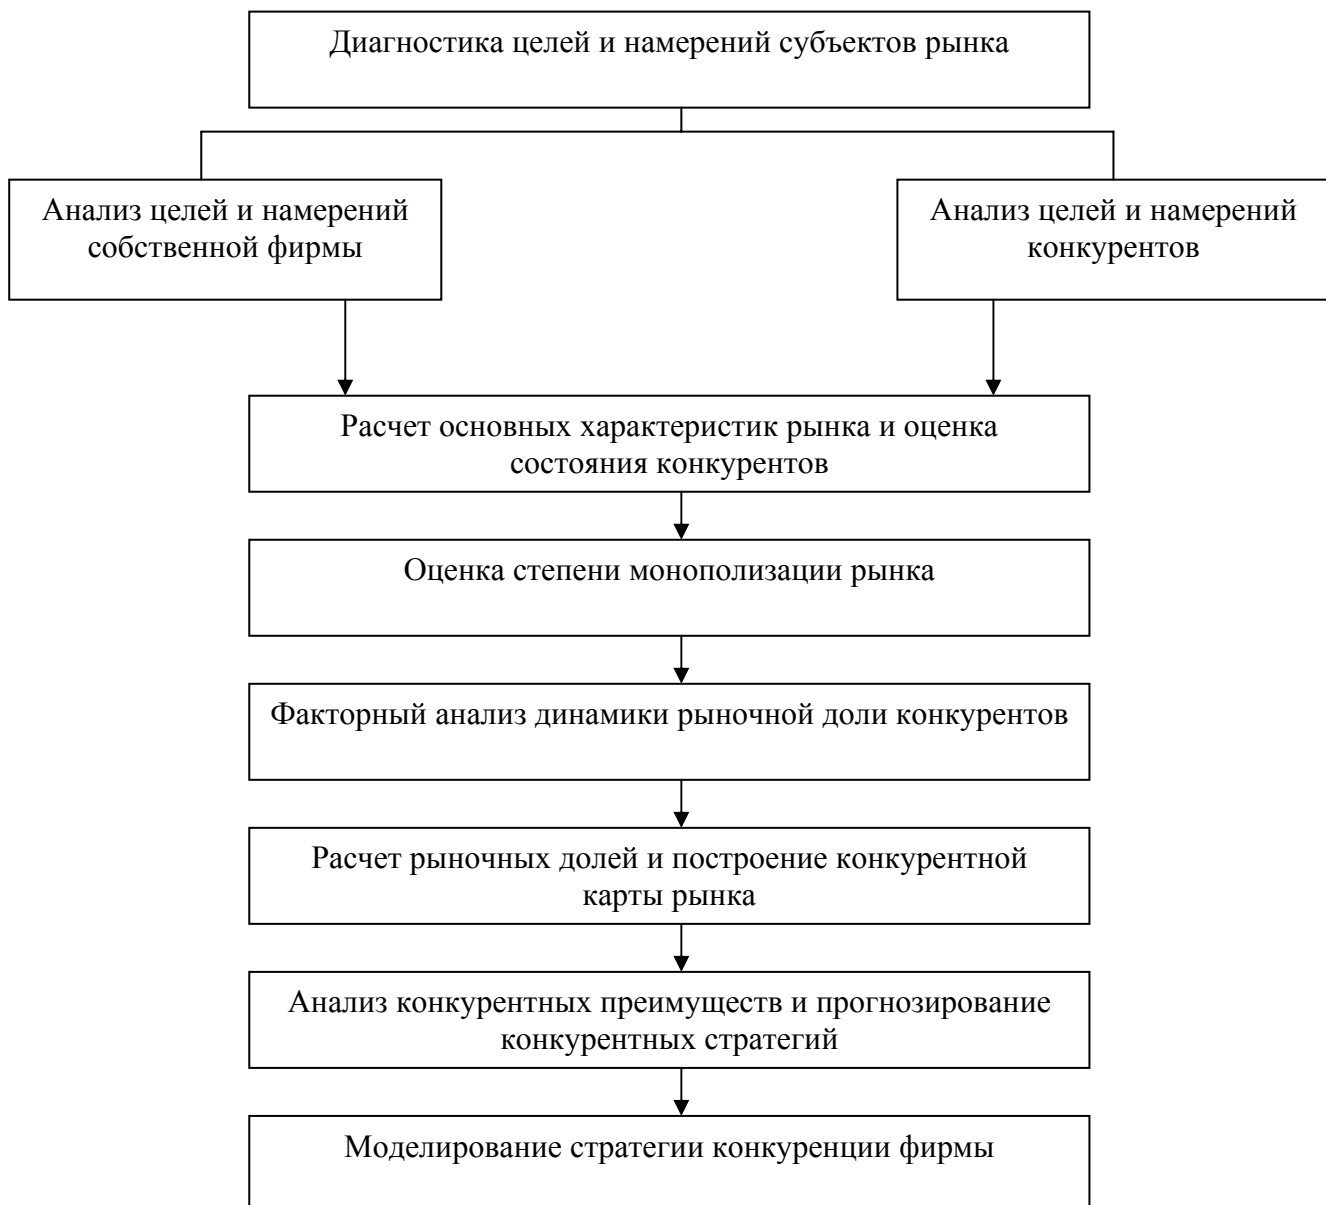 Диагностика целей и намерений субъектов рынка
Анализ целей и намерений
собственной фирмы
Анализ целей и намерений
конкурентов
Расчет основных характеристик рынка и оценка
состояния конкурентов
Оценка степени монополизации рынка
Факторный анализ динамики рыночной доли конкурентов
Расчет рыночных долей и построение конкурентной
карты рынка
Анализ конкурентных преимуществ и прогнозирование
конкурентных стратегий
Моделирование стратегии конкуренции фирмы